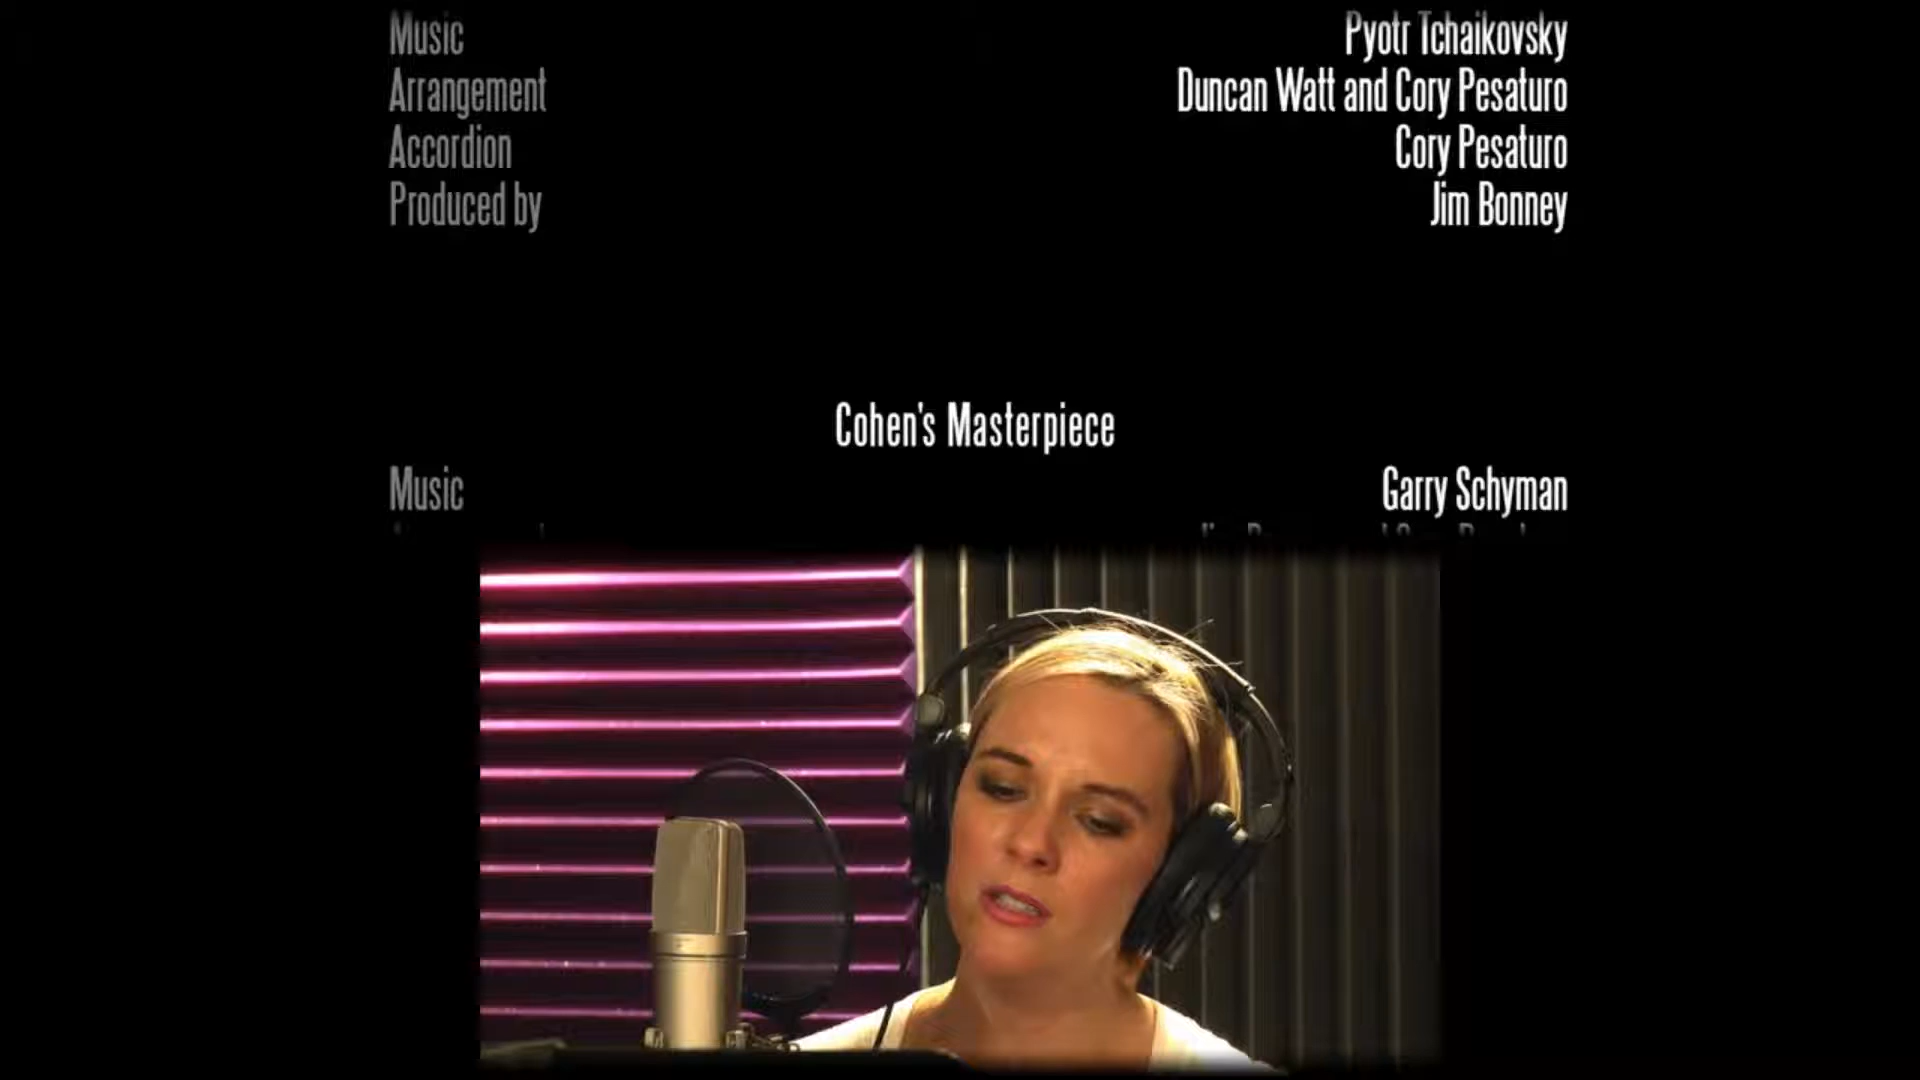 Music Pyotr Tchaikovsky
Arrangement Duncan Watt and Cory Pesaturo
Accordion Cory Pesaturo
Produced by Jim Bonney
Cohen's Masterpiece
Music Garry Schyman